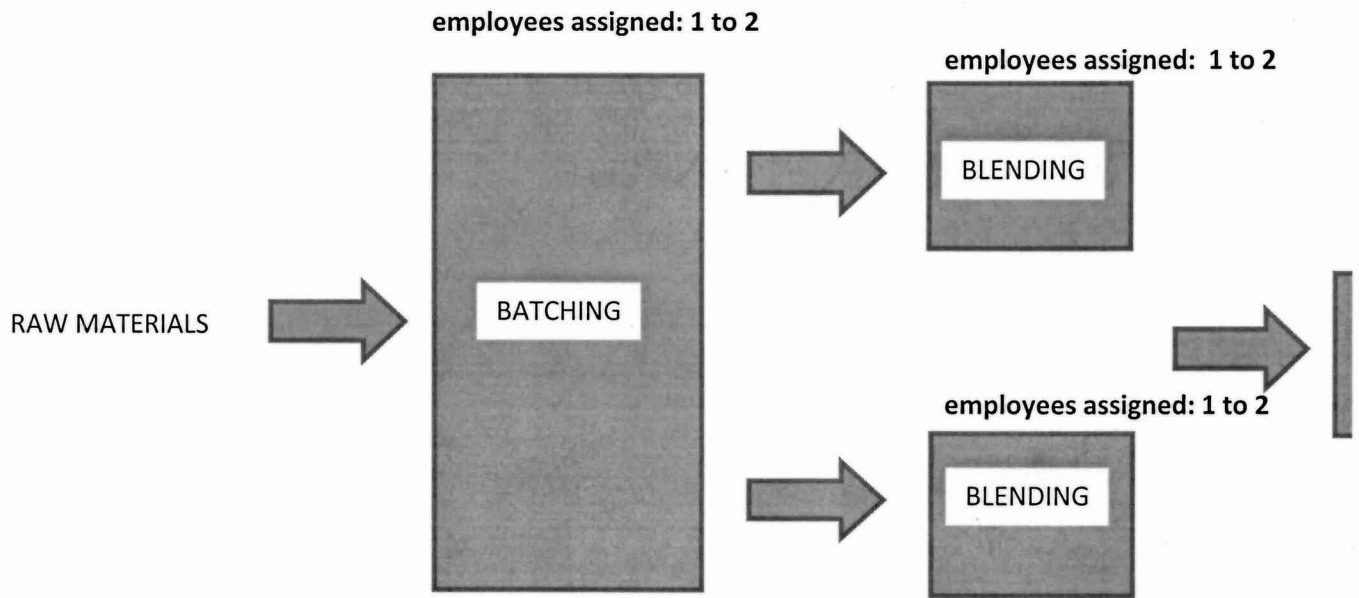 employees assigned: 1 to 2
employees assigned:  1 to 2
BLENDING
RAW MATERIALS
BATCHING
employees assigned: 1 to 2
BLENDING